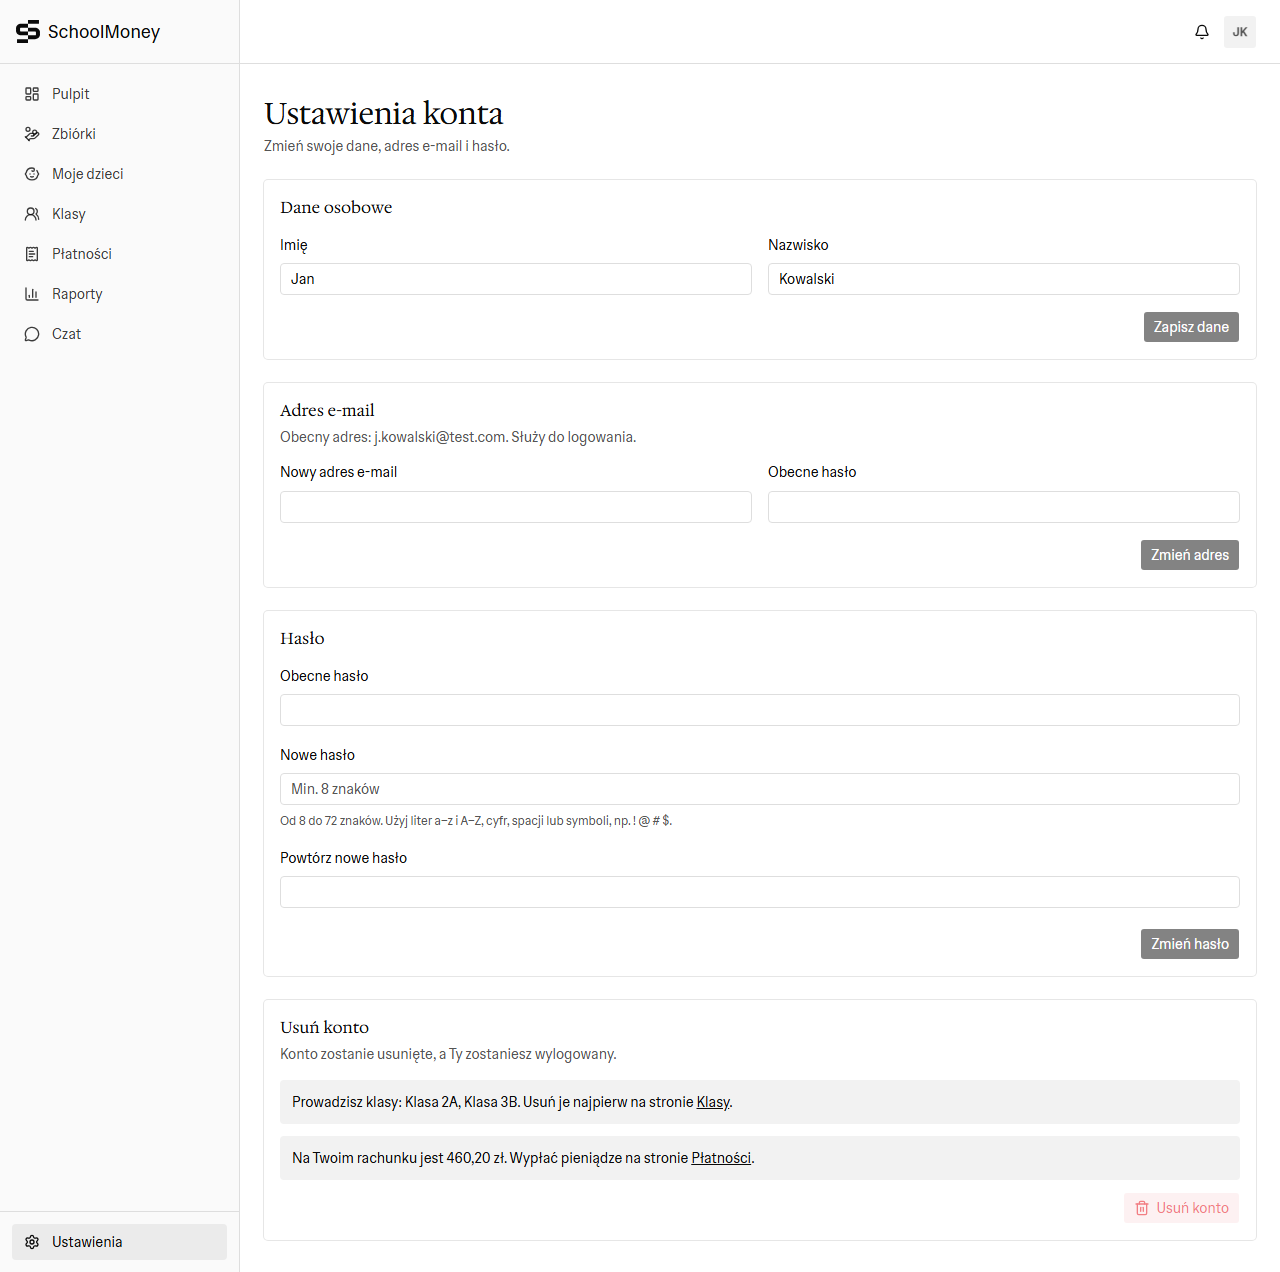 SchoolMoney
JK
Pulpit
Zbiórki
Moje dzieci
Klasy
Płatności
Raporty
Czat
Ustawienia
Ustawienia konta
Zmień swoje dane, adres e-mail i hasło.
Dane osobowe
Imię
Nazwisko
Jan
Kowalski
Zapisz dane
Adres e-mail
Obecny adres: j.kowalski@test.com. Służy do logowania.
Nowy adres e-mail
Obecne hasło
Zmień adres
Hasło
Obecne hasło
Nowe hasło
Min. 8 znaków
Od 8 do 72 znaków. Użyj liter a–z i A–Z, cyfr, spacji lub symboli, np. ! @ # $.
Powtórz nowe hasło
Zmień hasło
Usuń konto
Konto zostanie usunięte, a Ty zostaniesz wylogowany.
Prowadzisz klasy: Klasa 2A, Klasa 3B. Usuń je najpierw na stronie Klasy.
Na Twoim rachunku jest 460,20 zł. Wypłać pieniądze na stronie Płatności.
Usuń konto